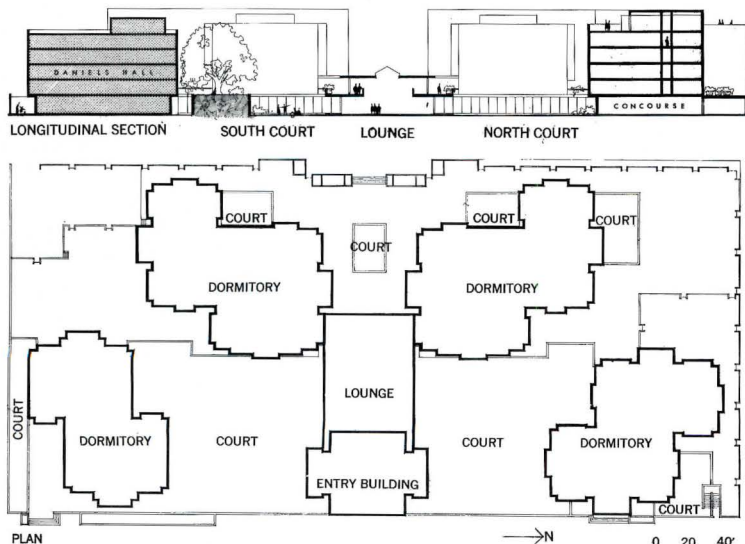 DANIELS HALL
CONCOURSE
LONGITUDINAL SECTION SOUTH COURT LOUNGE NORTH COURT
COURT COURT COURT
COURT
DORMITORY DORMITORY
LOUNGE
COURT
DORMITORY COURT COURT DORMITORY
ENTRY BUILDING
COURT
PLAN N 0 20 40'